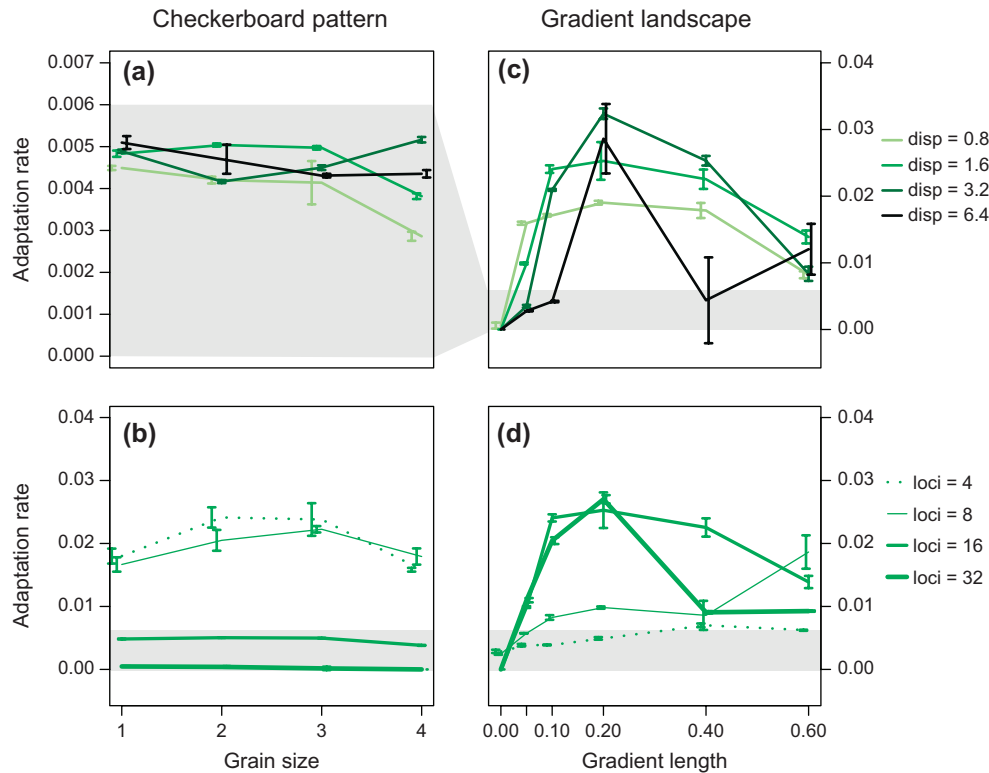 Checkerboard pattern
Gradient landscape
(a)
0.007
0.006
0.005
0.004
0.003
0.002
0.001
0.000
Adaptation rate
(c)
0.04
0.03
0.02
0.01
0.00
disp = 0.8
disp = 1.6
disp = 3.2
disp = 6.4
(b)
0.04
0.03
0.02
0.01
0.00
Adaptation rate
1 2 3 4
Grain size
(d)
0.04
0.03
0.02
0.01
0.00
0.00 0.10 0.20 0.40 0.60
Gradient length
loci = 4
loci = 8
loci = 16
loci = 32